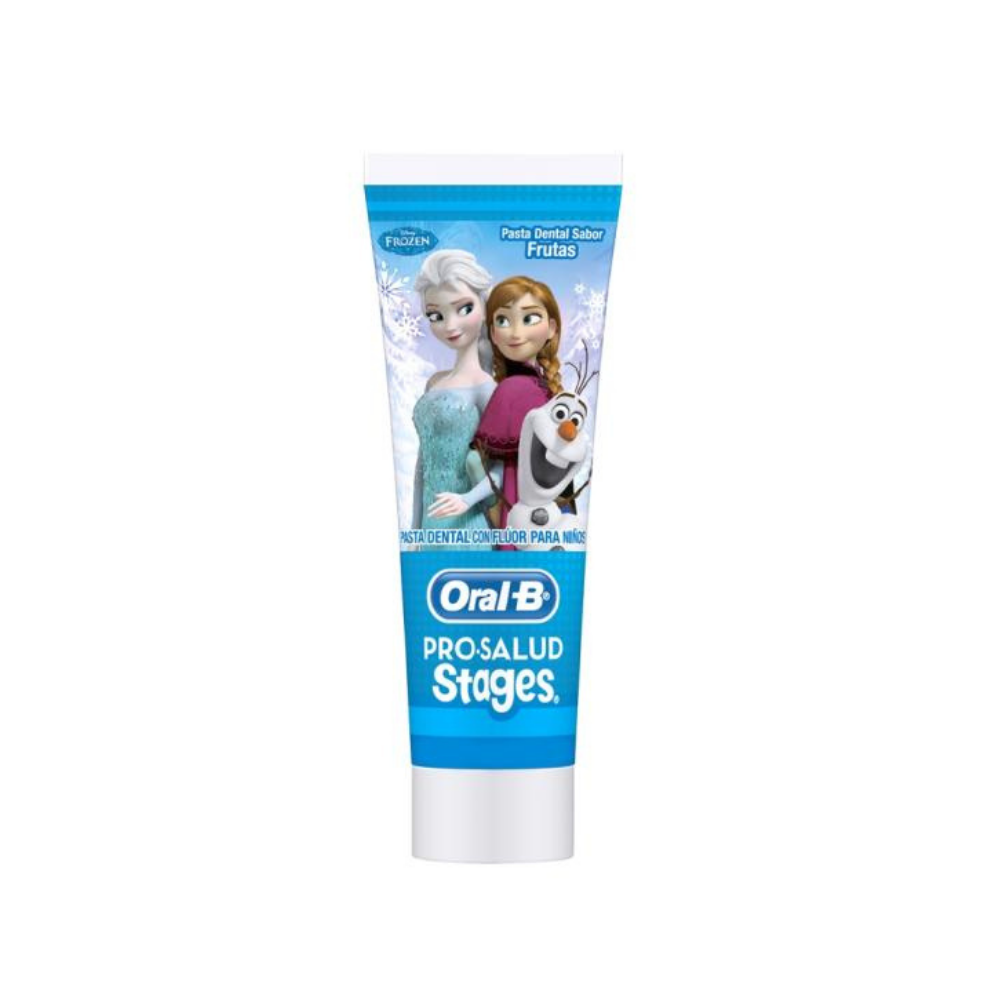 Disney
FROZEN
Pasta Dental Sabor
Frutas
PASTA DENTAL CON FLÚOR PARA NIÑOS
Oral-B®
PRO·SALUD
Stages®